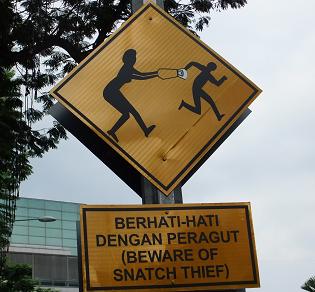 BERHATI-HATI
DENGAN PERAGUT
(BEWARE OF
SNATCH THIEF)